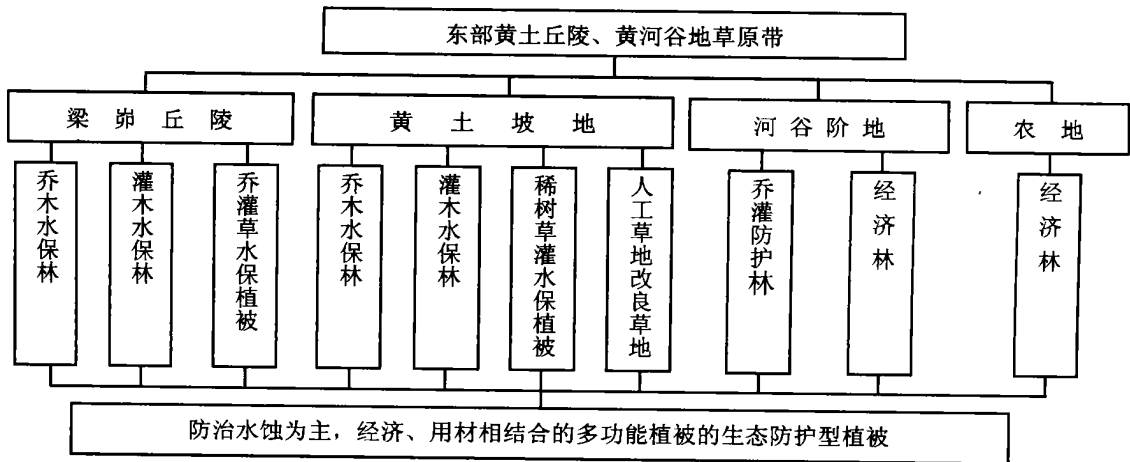 东部黄土丘陵、黄河谷地草原带
梁峁丘陵
黄土坡地
河谷阶地
农地
乔木水保林
灌木水保林
乔灌草水保植被
乔木水保林
灌木水保林
稀树草灌水保植被
人工草地改良草地
乔灌防护林
经济林
经济林
防治水蚀为主，经济、用材相结合的多功能植被的生态防护型植被